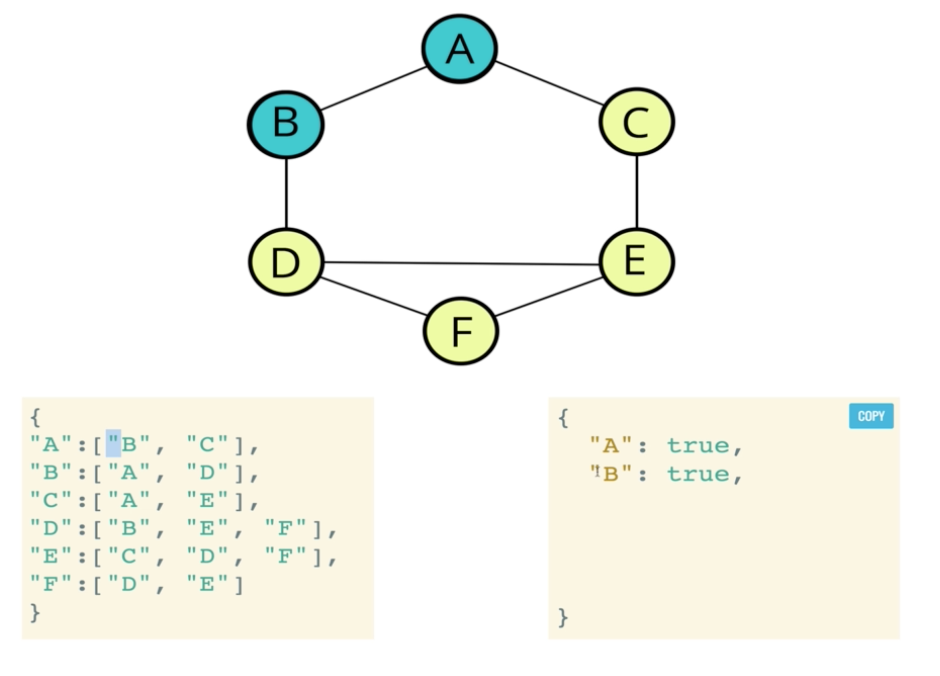 A
B
C
D
E
F
{
"A":["B", "C"],
"B":["A", "D"],
"C":["A", "E"],
"D":["B", "E", "F"],
"E":["C", "D", "F"],
"F":["D", "E"]
}
{
COPY
"A": true,
"B": true,
}